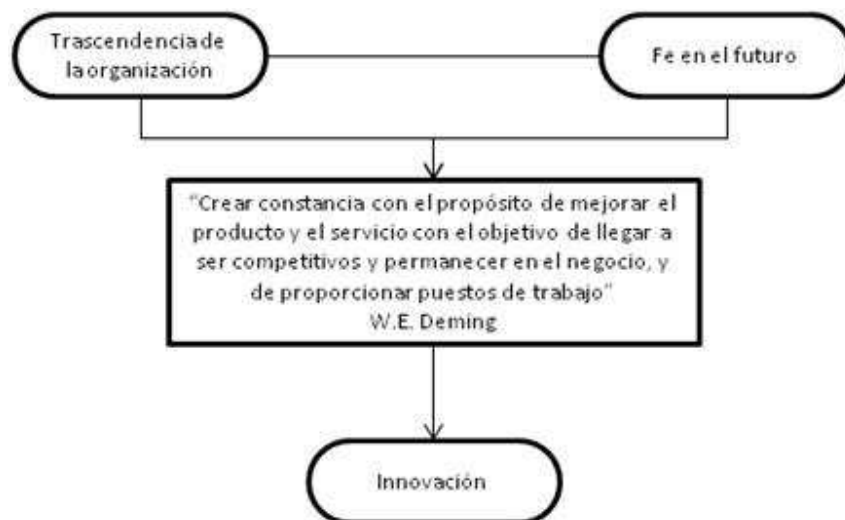 Trascendencia de
la organización
Fe en el futuro
"Crear constancia con el propósito de mejorar el
producto y el servicio con el objetivo de llegar a
ser competitivos y permanecer en el negocio, y
de proporcionar puestos de trabajo"
W.E. Deming
Innovación